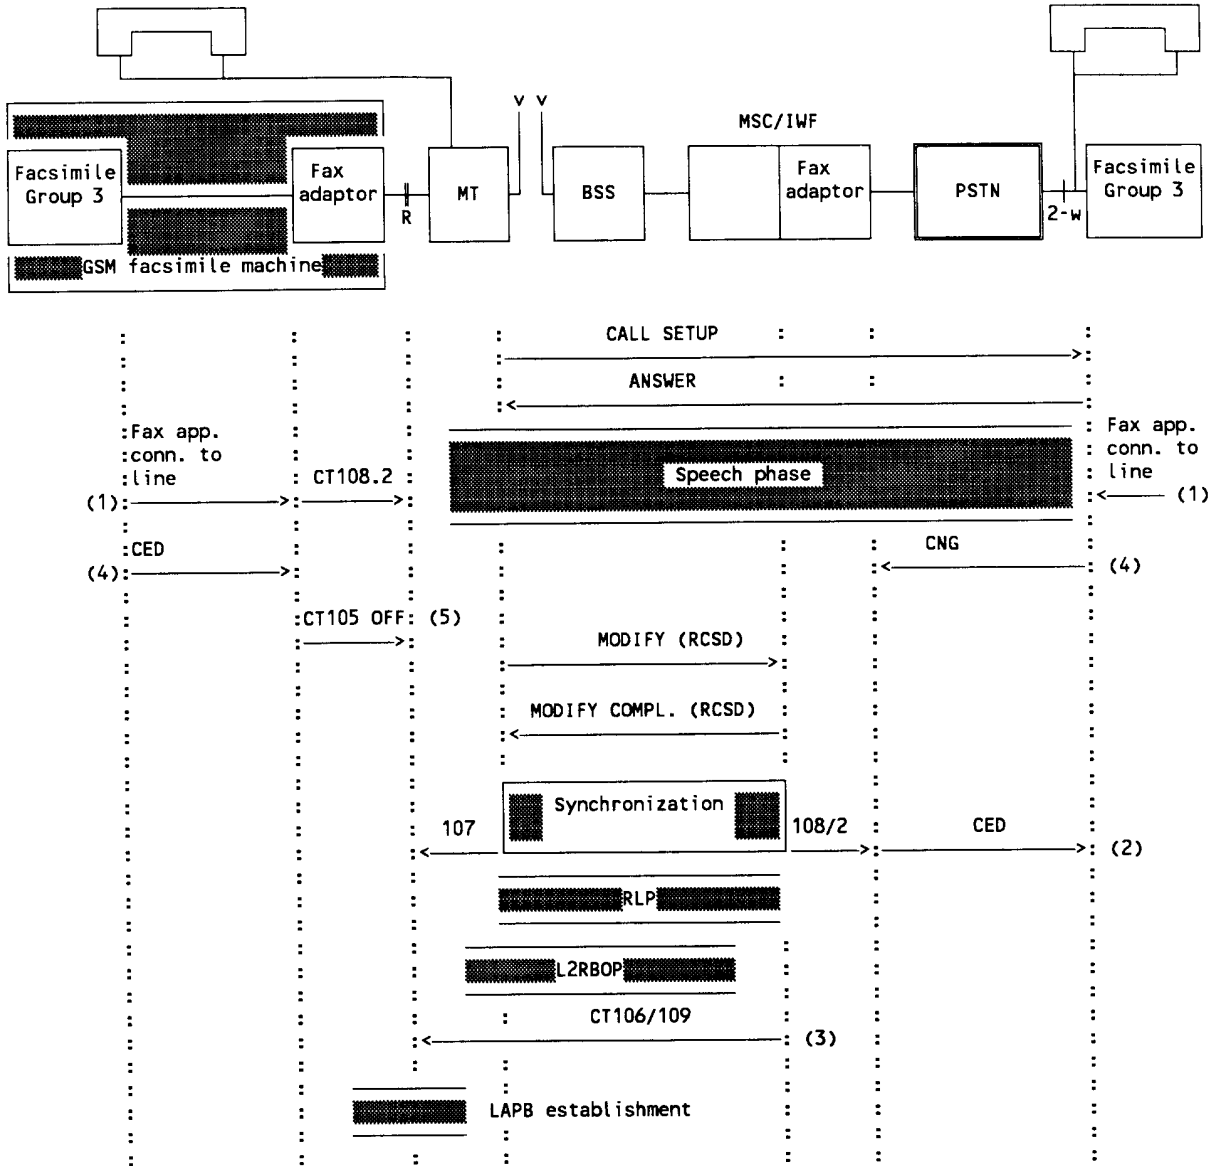 MSC/IWF
Facsimile
Group 3
Fax
adaptor
R
MT
BSS
Fax
adaptor
PSTN
2-w
Facsimile
Group 3
GSM facsimile machine
CALL SETUP
ANSWER
Fax app.
conn. to
line
(1)
CT108.2
Speech phase
Fax app.
conn. to
line
(1)
CED
(4)
CNG
(4)
CT105 OFF
(5)
MODIFY (RCSD)
MODIFY COMPL. (RCSD)
Synchronization
107
108/2
CED
(2)
RLP
L2RBOP
CT106/109
(3)
LAPB establishment